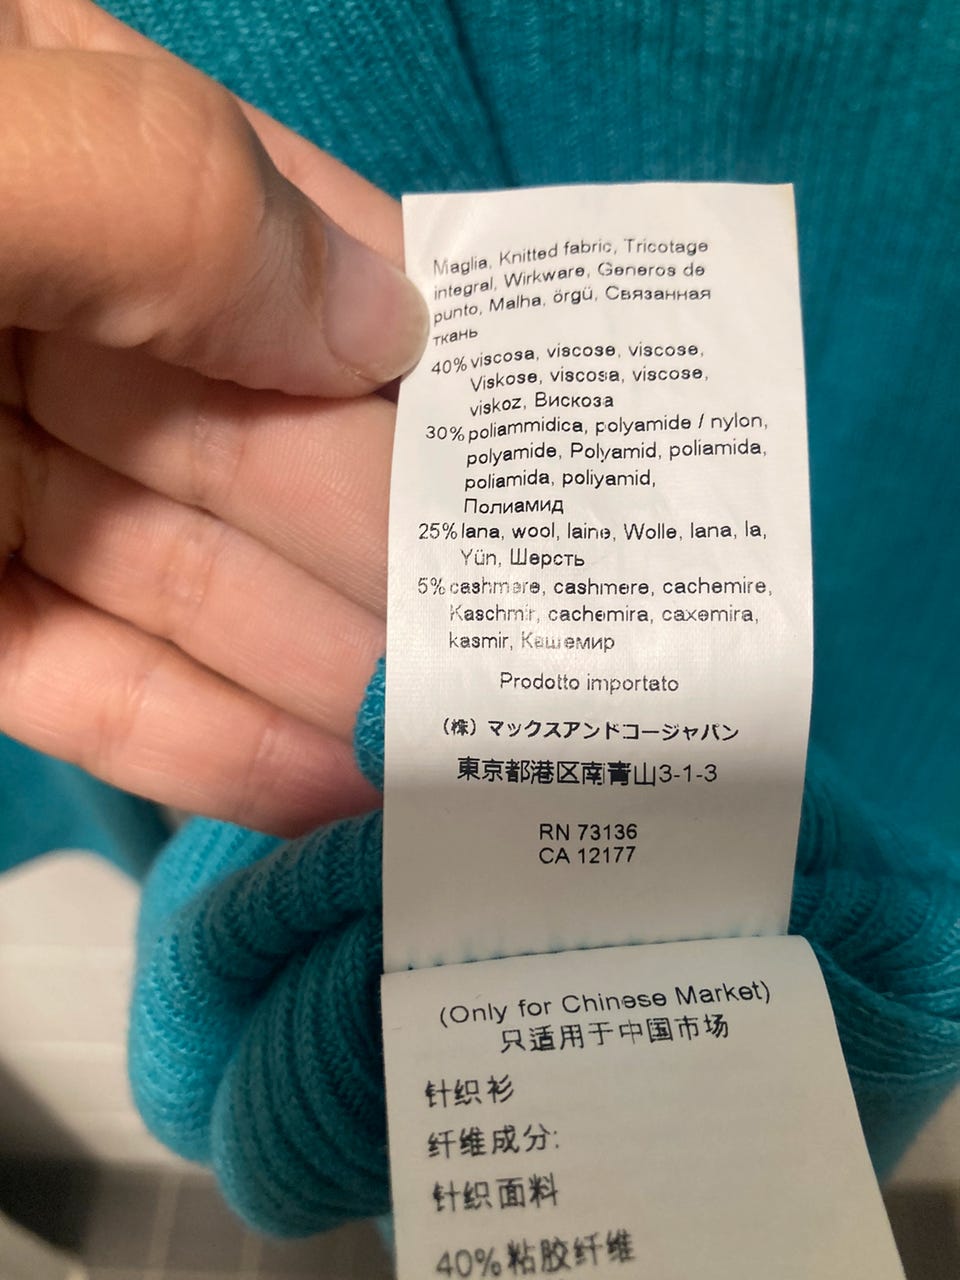 Maglia, Knitted fabric, Tricotage
integral, Wirkware, Generos de
punto, Malha, örgü, Связанная
ткань
40% viscosa, viscose, viscose,
Viskose, viscosa, viscose,
viskoz, Вискоза
30% poliammidica, polyamide / nylon,
polyamide, Polyamid, poliamida,
poliamida, poliyamid,
Полиамид
25% lana, wool, laine, Wolle, lana, la,
Yün, Шерсть
5% cashmere, cashmere, cachemire,
Kaschmir, cachemira, caxemira,
kasmir, Кашемир
Prodotto importato
（株）マックスアンドコージャパン
東京都港区南青山3-1-3
RN 73136
CA 12177
(Only for Chinese Market)
只适用于中国市场
针织衫
纤维成分:
针织面料
40%粘胶纤维